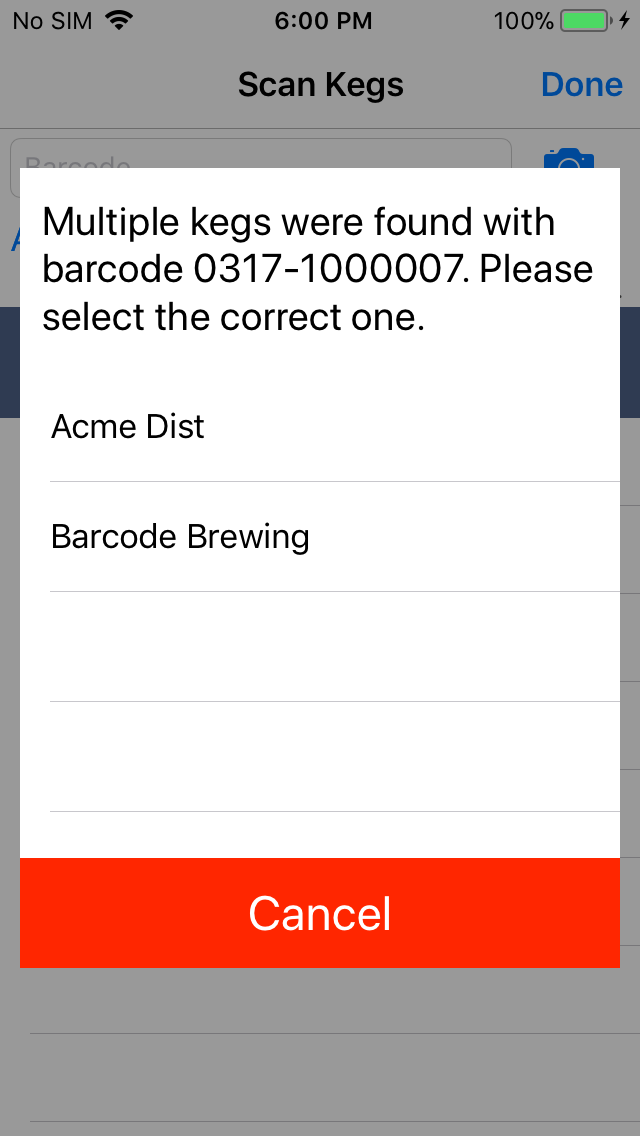 No SIM 6:00 PM 100%
Scan Kegs Done
Barcode
Multiple kegs were found with
barcode 0317-1000007. Please
select the correct one.
Acme Dist
Barcode Brewing
Cancel